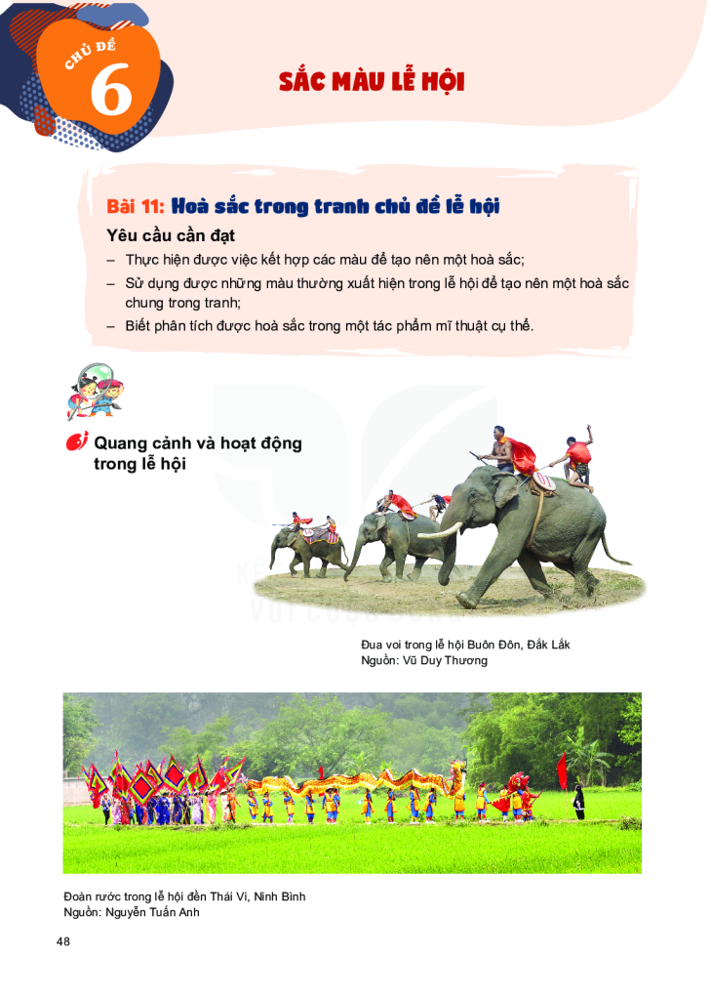 CHỦ ĐỀ
6
SẮC MÀU LỄ HỘI
Bài 11: Hoà sắc trong tranh chủ đề lễ hội
Yêu cầu cần đạt
– Thực hiện được việc kết hợp các màu để tạo nên một hoà sắc;
– Sử dụng được những màu thường xuất hiện trong lễ hội để tạo nên một hoà sắc
chung trong tranh;
– Biết phân tích được hoà sắc trong một tác phẩm mĩ thuật cụ thể.
Quang cảnh và hoạt động
trong lễ hội
Đua voi trong lễ hội Buôn Đôn, Đắk Lắk
Nguồn: Vũ Duy Thương
Đoàn rước trong lễ hội đền Thái Vi, Ninh Bình
Nguồn: Nguyễn Tuấn Anh
48